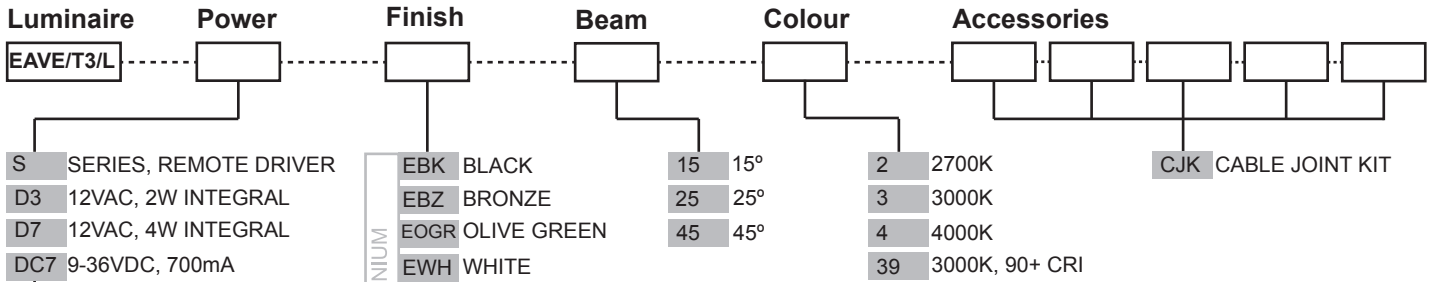 Luminaire Power Finish Beam Colour Accessories
EAVE/T3/L
S SERIES, REMOTE DRIVER EBK BLACK 15 15º 2 2700K CJK CABLE JOINT KIT
D3 12VAC, 2W INTEGRAL EBZ BRONZE 25 25º 3 3000K
D7 12VAC, 4W INTEGRAL EOGR OLIVE GREEN 45 45º 4 4000K
DC7 9-36VDC, 700mA EWH WHITE 39 3000K, 90+ CRI
NIUM